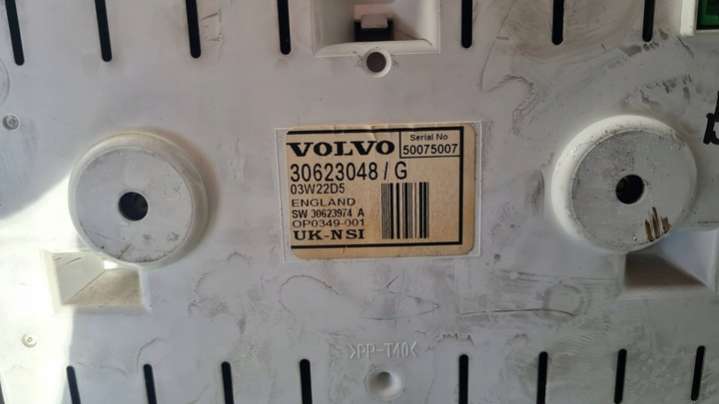 VOLVO
Serial No
50075007
30623048 / G
03W22D5
ENGLAND
SW 30623974 A
OP0349-001
UK-NSI
>PP-T40<